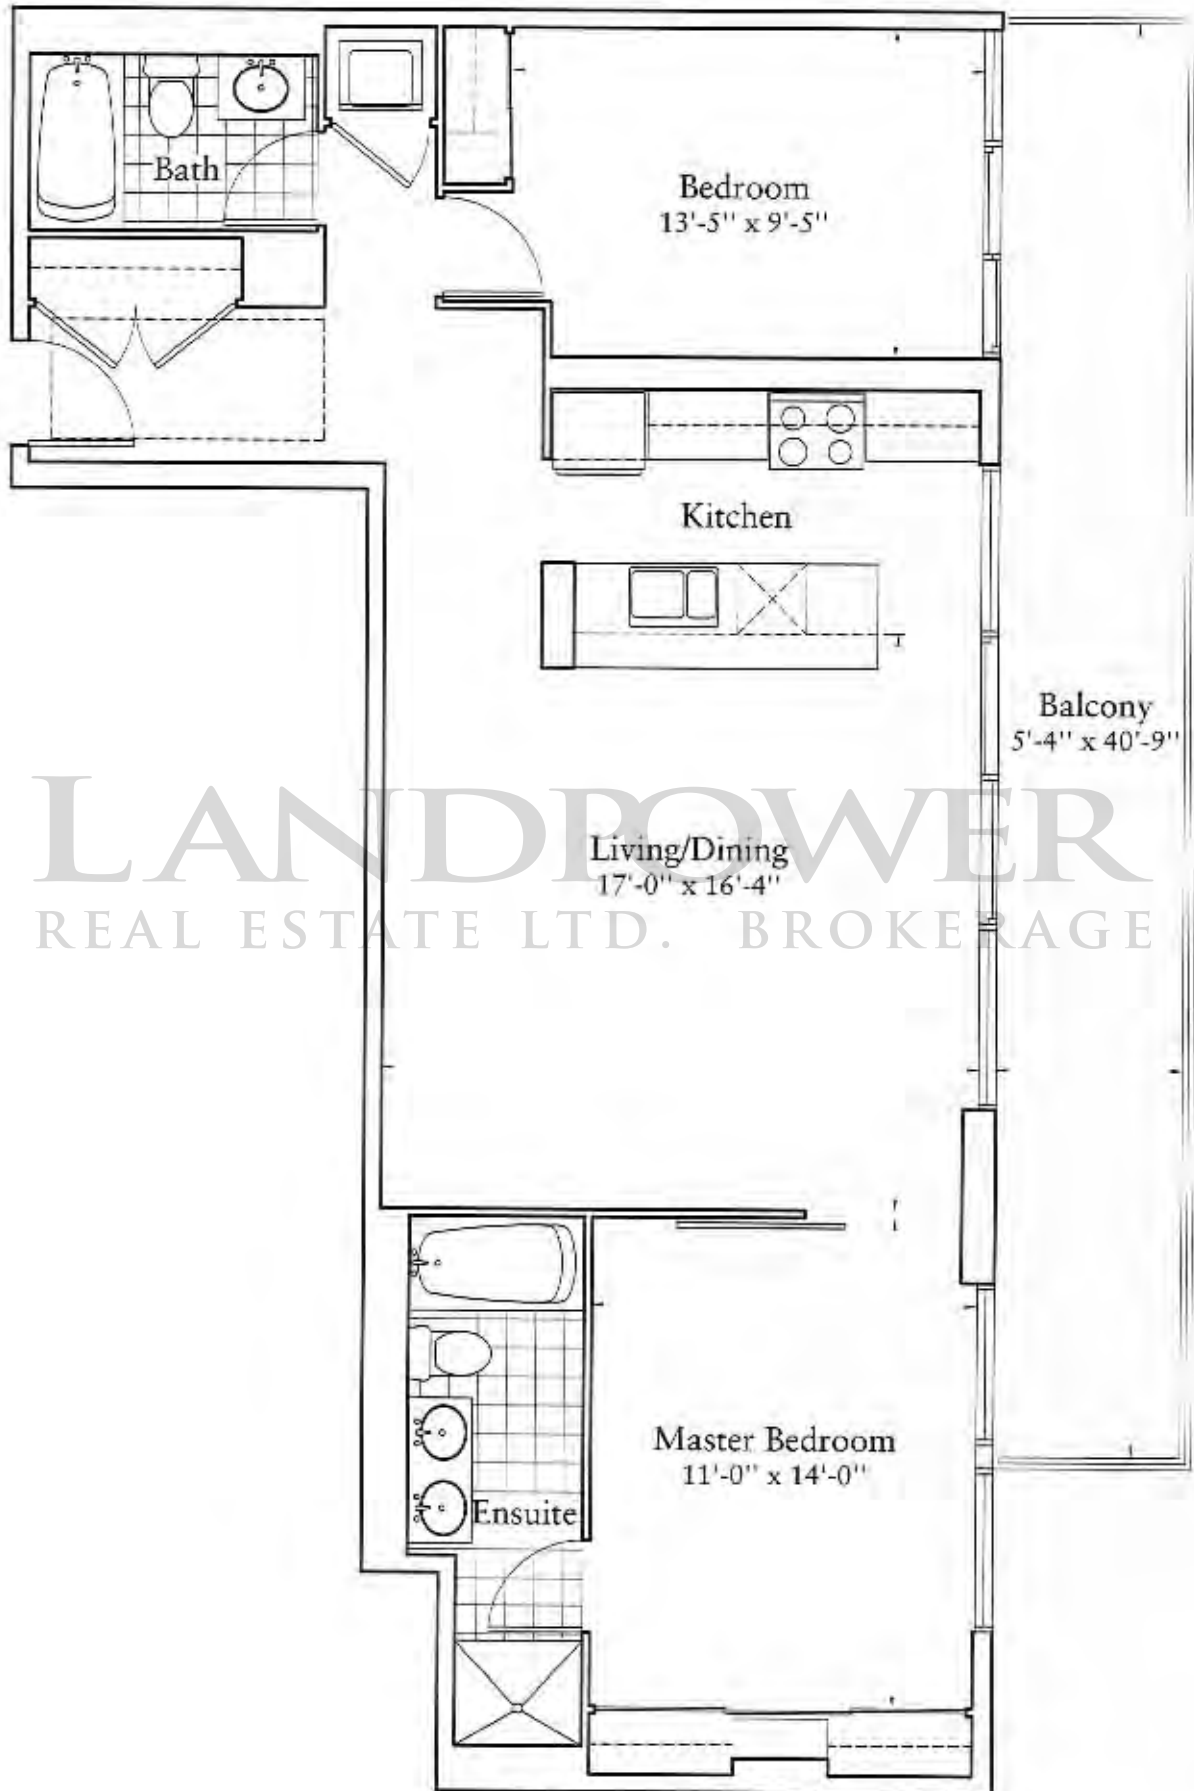 Bath
Bedroom
13'-5" x 9'-5"
Kitchen
Balcony
5'-4" x 40'-9"
LANDPOWER
Living/Dining
17'-0" x 16'-4"
REAL ESTATE LTD. BROKERAGE
Master Bedroom
11'-0" x 14'-0"
Ensuite